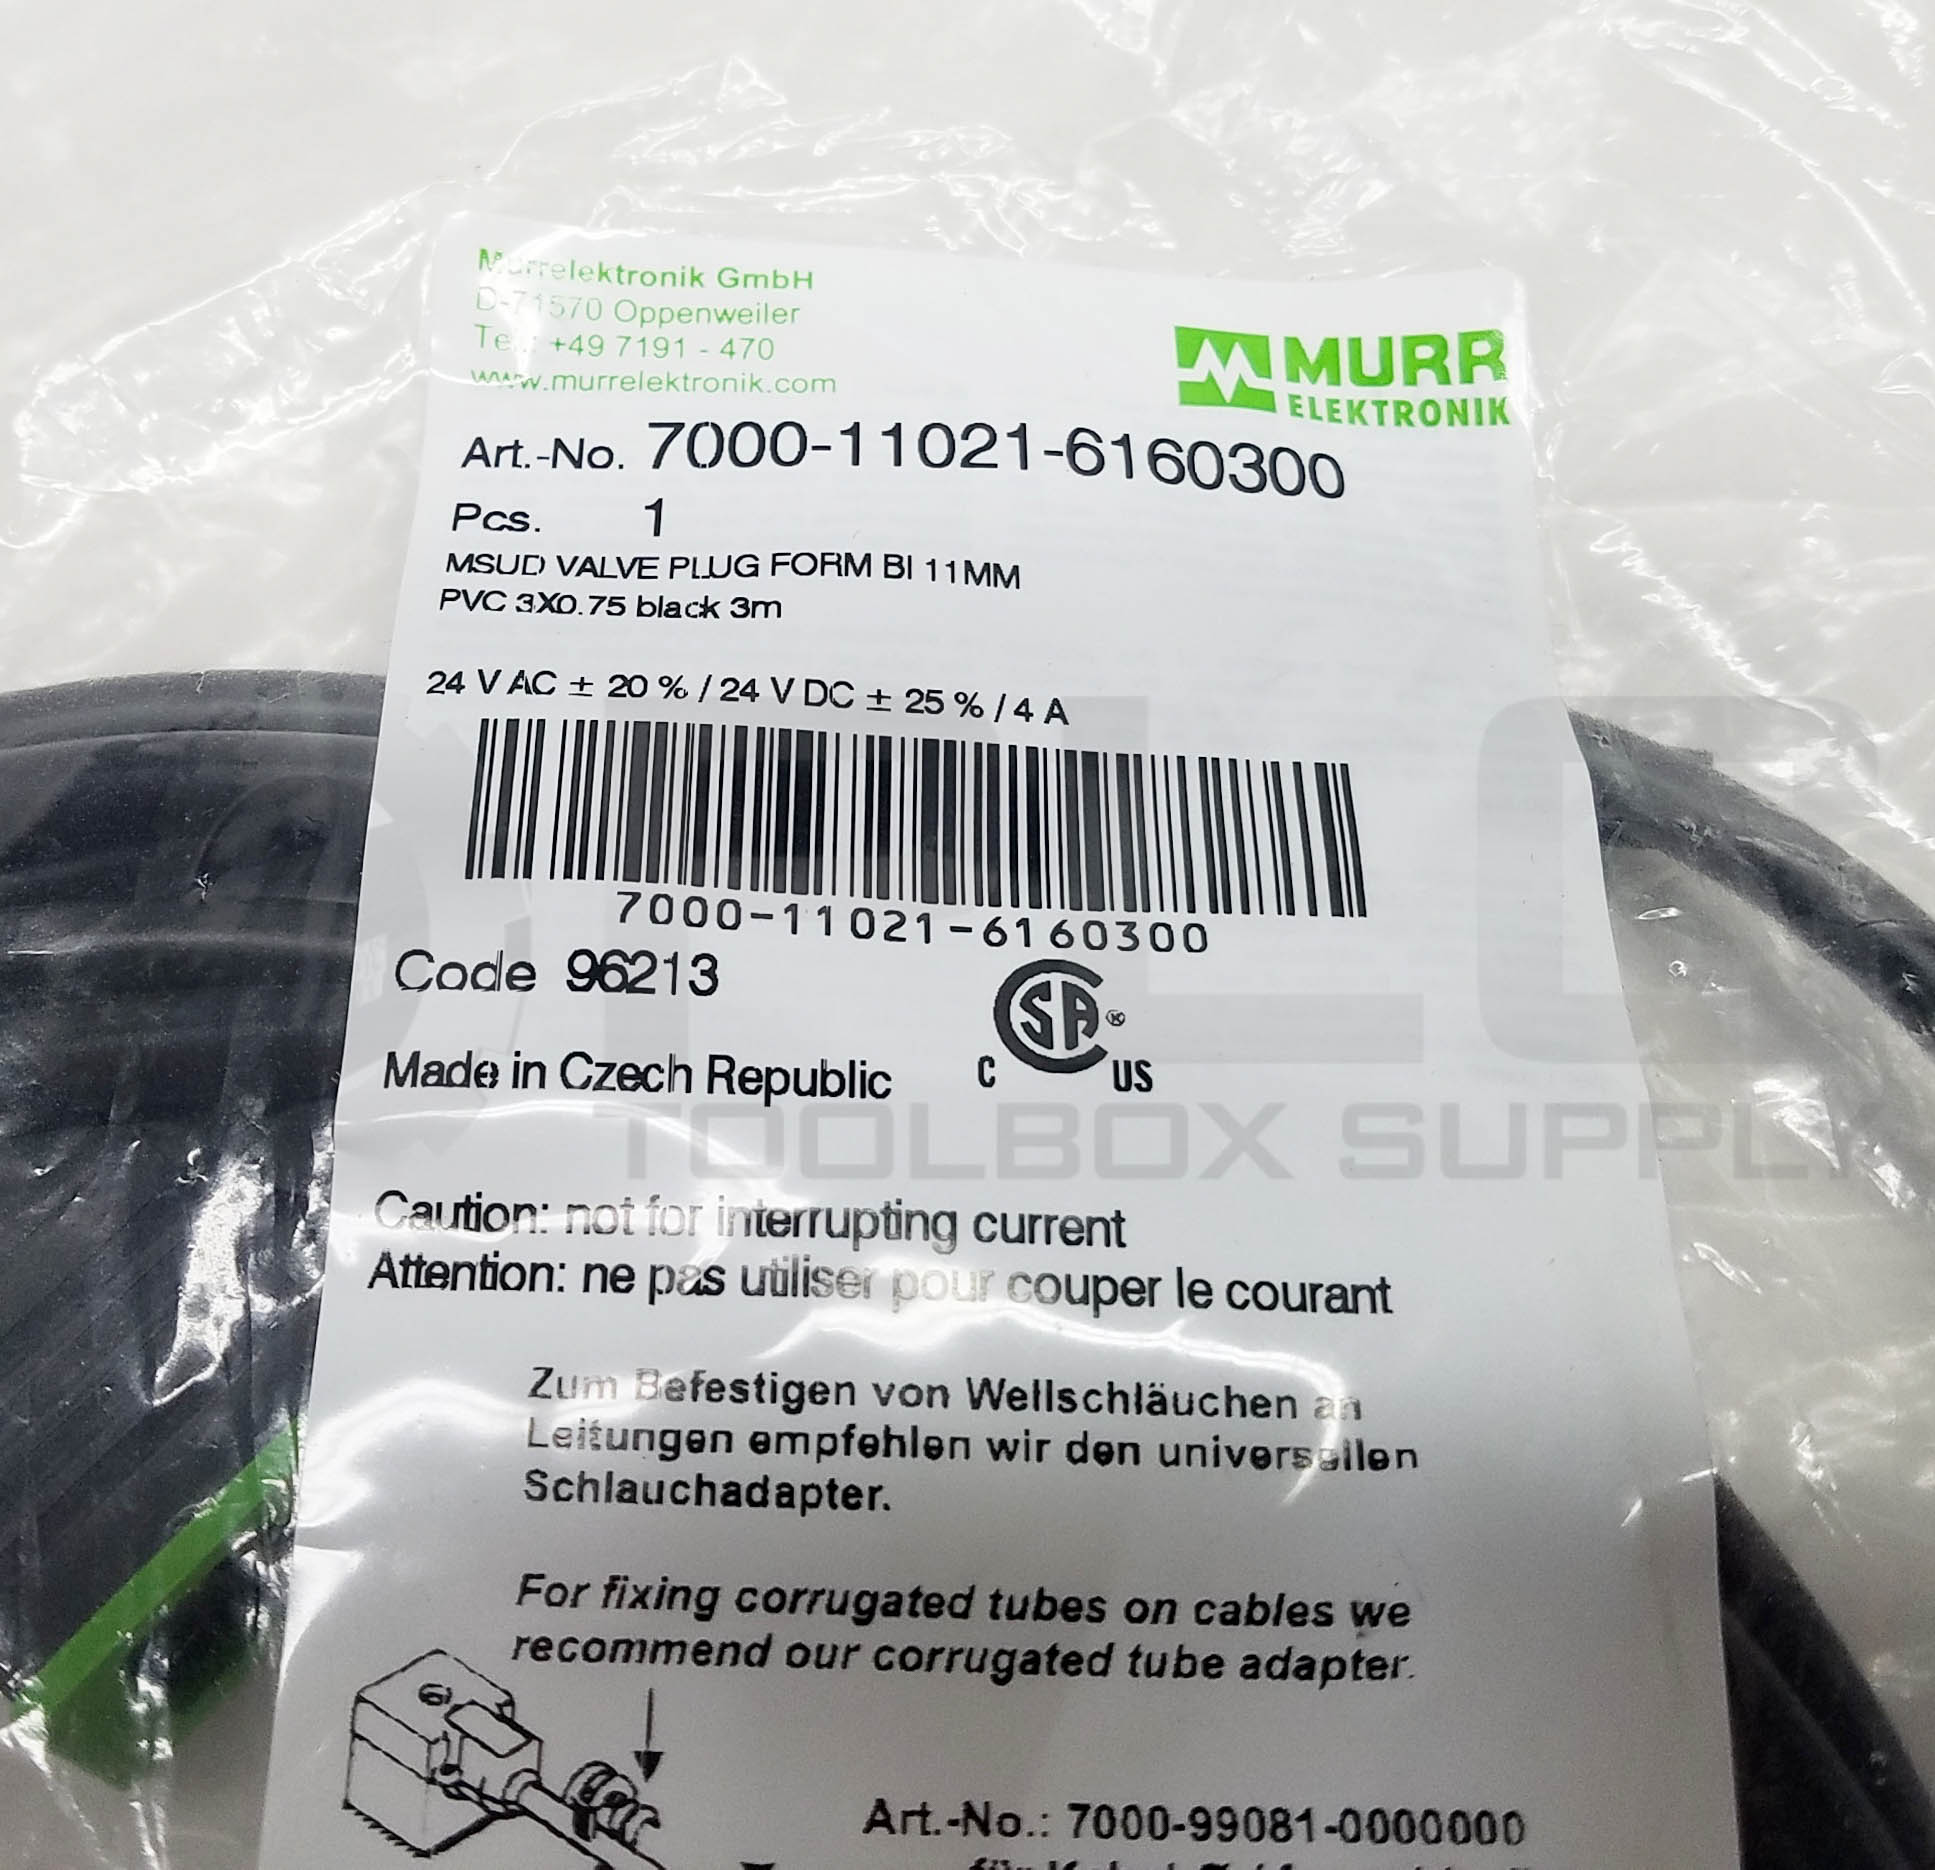 Murrelektronik GmbH
D-71570 Oppenweiler
Tel.: +49 7191 - 470
www.murrelektronik.com
MURR
ELEKTRONIK
Art.-No. 7000-11021-6160300
Pcs. 1
MSUD VALVE PLUG FORM BI 11MM
PVC 3X0.75 black 3m
24 V AC ± 20 % / 24 V DC ± 25 % / 4 A
7000-11021-6160300
Code 96213
CSA®
C US
Made in Czech Republic
PLC
TOOLBOX SUPPLY
Caution: not for interrupting current
Attention: ne pas utiliser pour couper le courant
Zum Befestigen von Wellschläuchen an
Leitungen empfehlen wir den universellen
Schlauchadapter.
For fixing corrugated tubes on cables we
recommend our corrugated tube adapter.
Art.-No.: 7000-99081-0000000